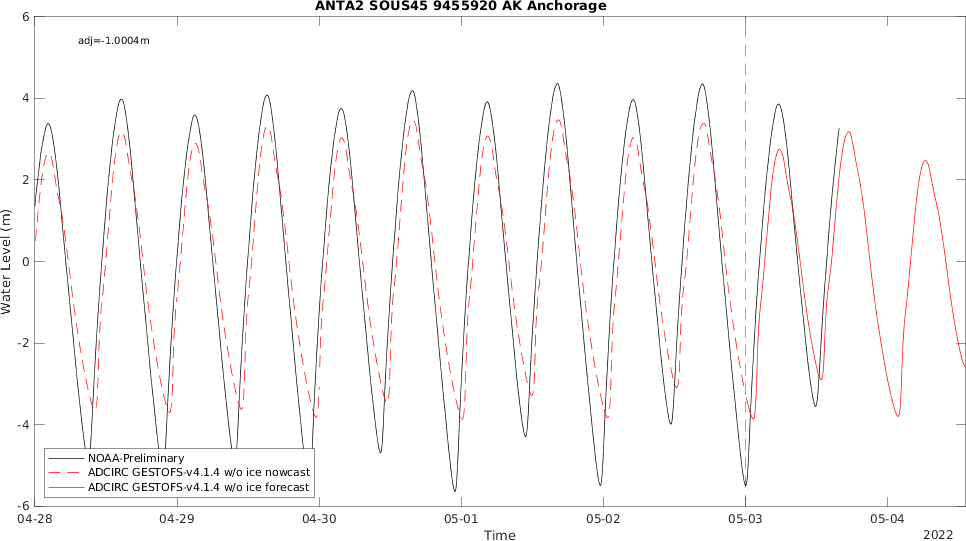 ANTA2 SOUS45 9455920 AK Anchorage
6
adj=-1.0004m
4
2
0
-2
-4
-6
Water Level (m)
NOAA-Preliminary
ADCIRC GESTOFS-v4.1.4 w/o ice nowcast
ADCIRC GESTOFS-v4.1.4 w/o ice forecast
04-28 04-29 04-30 05-01 05-02 05-03 05-04
Time
2022